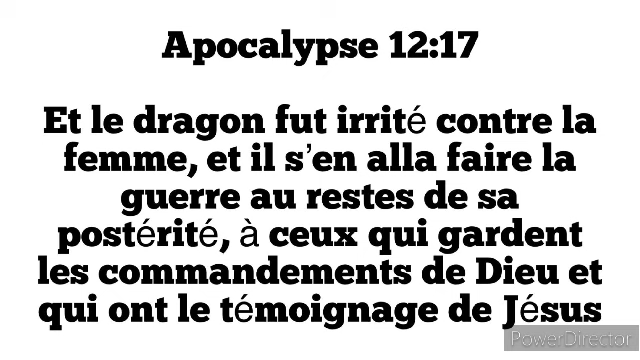 Apocalypse 12:17
Et le dragon fut irrité contre la
femme, et il s'en alla faire la
guerre au restes de sa
postérité, à ceux qui gardent
les commandements de Dieu et
qui ont le témoignage de Jésus
PowerDirector